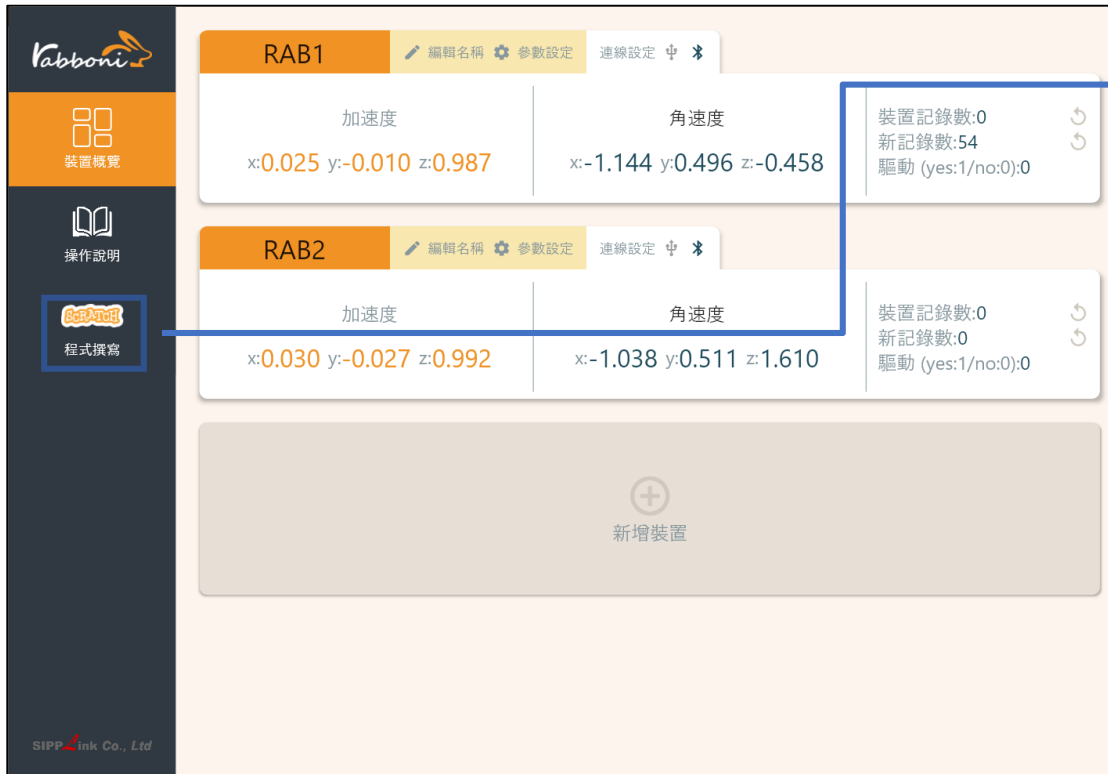 rabboni
裝置概覽
操作說明
SCRATCH
程式撰寫
SIPPLink Co., Ltd
RAB1 編輯名稱 參數設定 連線設定
加速度 角速度
x:0.025 y:-0.010 z:0.987 x:-1.144 y:0.496 z:-0.458
裝置記錄數:0
新記錄數:54
驅動 (yes:1/no:0):0
RAB2 編輯名稱 參數設定 連線設定
加速度 角速度
x:0.030 y:-0.027 z:0.992 x:-1.038 y:0.511 z:1.610
裝置記錄數:0
新記錄數:0
驅動 (yes:1/no:0):0
新增裝置